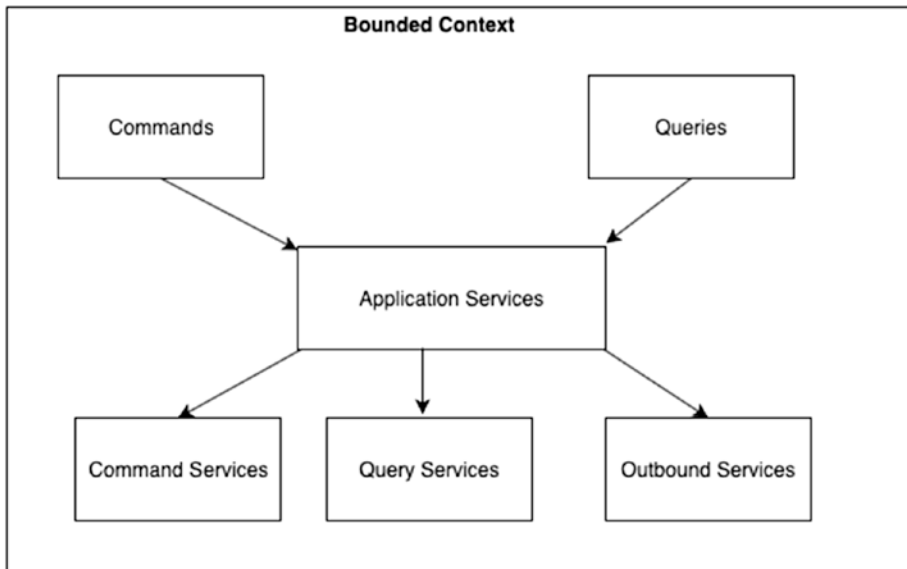 Bounded Context
Commands
Queries
Application Services
Command Services
Query Services
Outbound Services